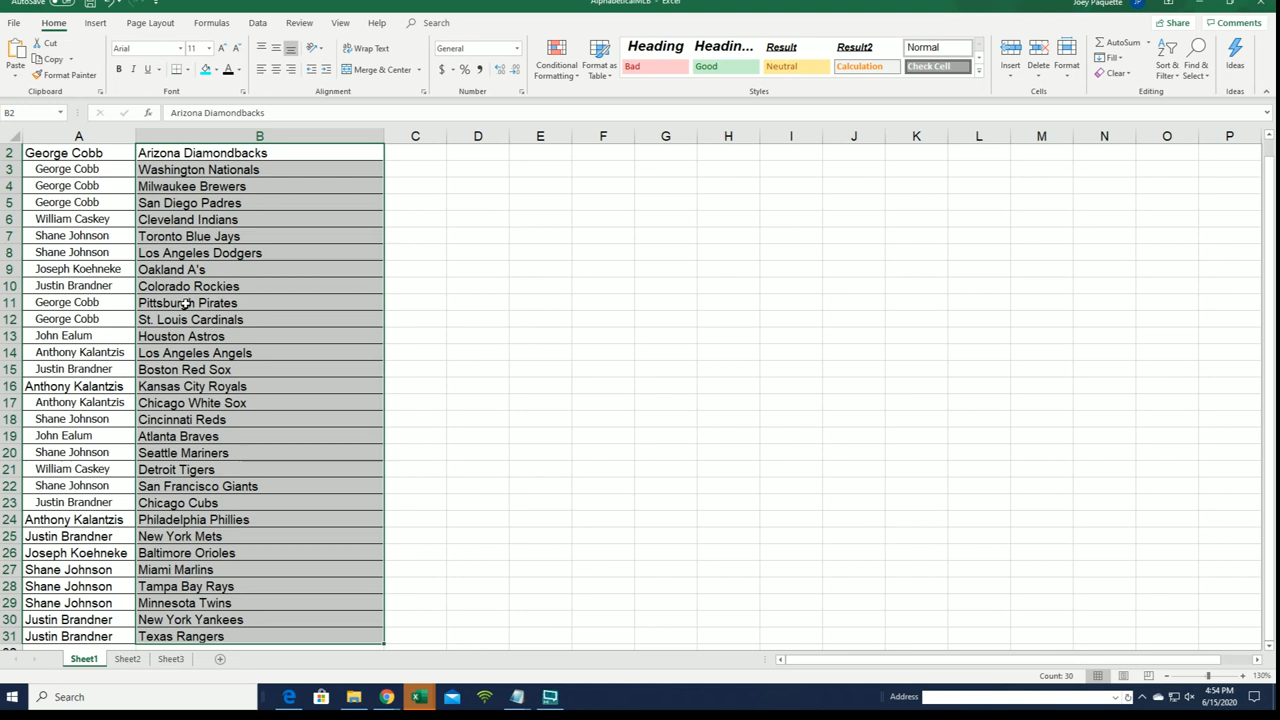 AutoSave Off AlphabeticalMLB - Excel Joey Paquette JP
File Home Insert Page Layout Formulas Data Review View Help Search Share Comments
Paste Cut Copy Format Painter Clipboard
Arial 11 A A B I U A Font
Wrap Text Merge & Center Alignment
General $ % Number
Conditional Formatting Format as Table
Heading Headin... Result Result2 Normal
Bad Good Neutral Calculation Check Cell
Styles
Insert Delete Format Cells
AutoSum Fill Clear Sort & Filter Find & Select Editing
Ideas Ideas
B2 fx Arizona Diamondbacks
A B C D E F G H I J K L M N O P
2 George Cobb Arizona Diamondbacks
3 George Cobb Washington Nationals
4 George Cobb Milwaukee Brewers
5 George Cobb San Diego Padres
6 William Caskey Cleveland Indians
7 Shane Johnson Toronto Blue Jays
8 Shane Johnson Los Angeles Dodgers
9 Joseph Koehneke Oakland A's
10 Justin Brandner Colorado Rockies
11 George Cobb Pittsburgh Pirates
12 George Cobb St. Louis Cardinals
13 John Ealum Houston Astros
14 Anthony Kalantzis Los Angeles Angels
15 Justin Brandner Boston Red Sox
16 Anthony Kalantzis Kansas City Royals
17 Anthony Kalantzis Chicago White Sox
18 Shane Johnson Cincinnati Reds
19 John Ealum Atlanta Braves
20 Shane Johnson Seattle Mariners
21 William Caskey Detroit Tigers
22 Shane Johnson San Francisco Giants
23 Justin Brandner Chicago Cubs
24 Anthony Kalantzis Philadelphia Phillies
25 Justin Brandner New York Mets
26 Joseph Koehneke Baltimore Orioles
27 Shane Johnson Miami Marlins
28 Shane Johnson Tampa Bay Rays
29 Shane Johnson Minnesota Twins
30 Justin Brandner New York Yankees
31 Justin Brandner Texas Rangers
Sheet1 Sheet2 Sheet3
Count: 30 130%
Search Address 4:54 PM
6/15/2020